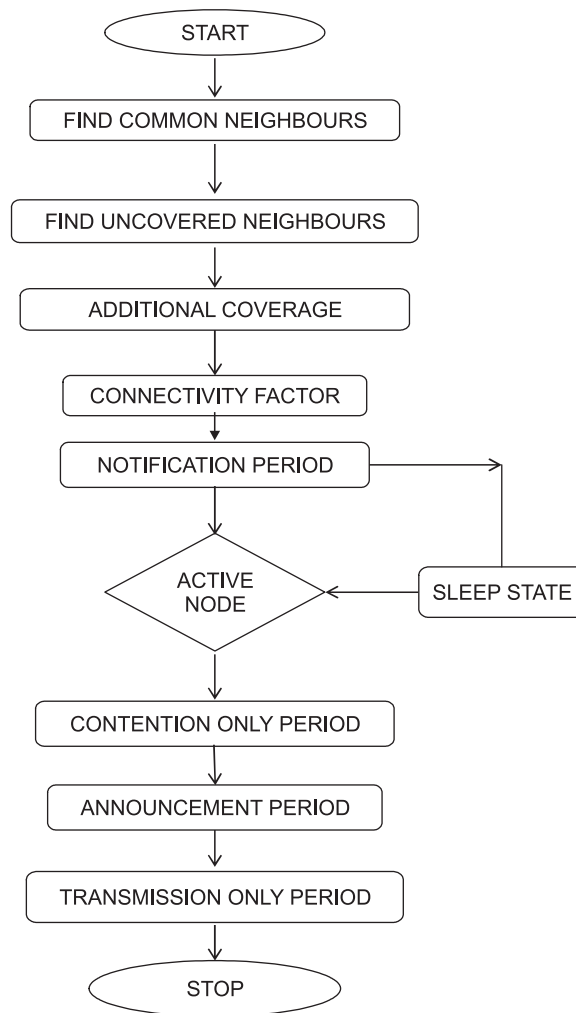 START
FIND COMMON NEIGHBOURS
FIND UNCOVERED NEIGHBOURS
ADDITIONAL COVERAGE
CONNECTIVITY FACTOR
NOTIFICATION PERIOD
ACTIVE
NODE
SLEEP STATE
CONTENTION ONLY PERIOD
ANNOUNCEMENT PERIOD
TRANSMISSION ONLY PERIOD
STOP